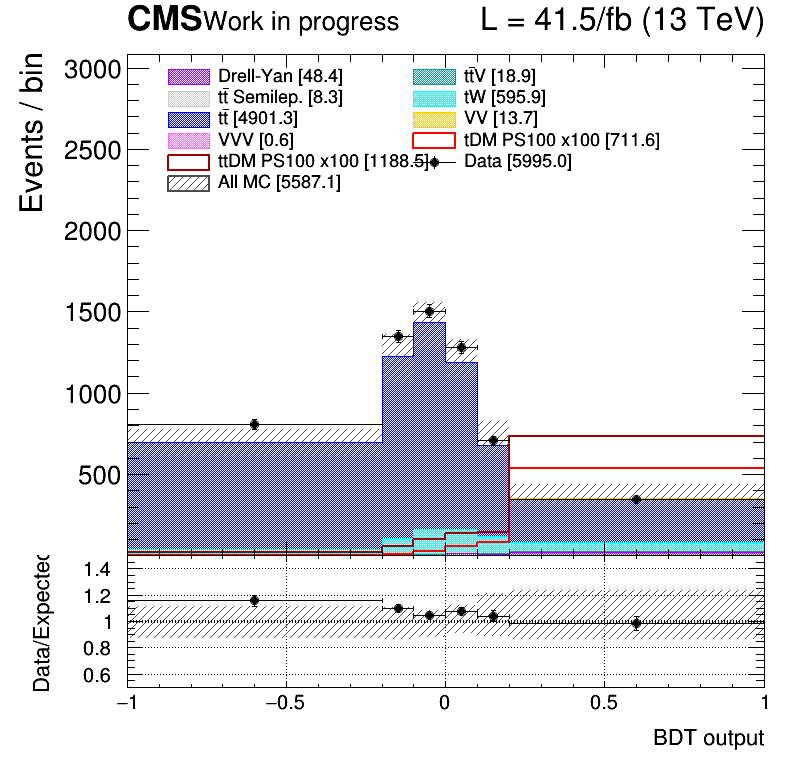 CMS Work in progress L = 41.5/fb (13 TeV)
Events / bin
3000
2500
2000
1500
1000
500
Drell-Yan [48.4] tt̄V [18.9]
tt̄ Semilep. [8.3] tW [595.9]
tt̄ [4901.3] VV [13.7]
VVV [0.6] tDM PS100 x100 [711.6]
ttDM PS100 x100 [1188.5] Data [5995.0]
All MC [5587.1]
Data/Expected
1.4
1.2
1
0.8
0.6
−1 −0.5 0 0.5 1
BDT output